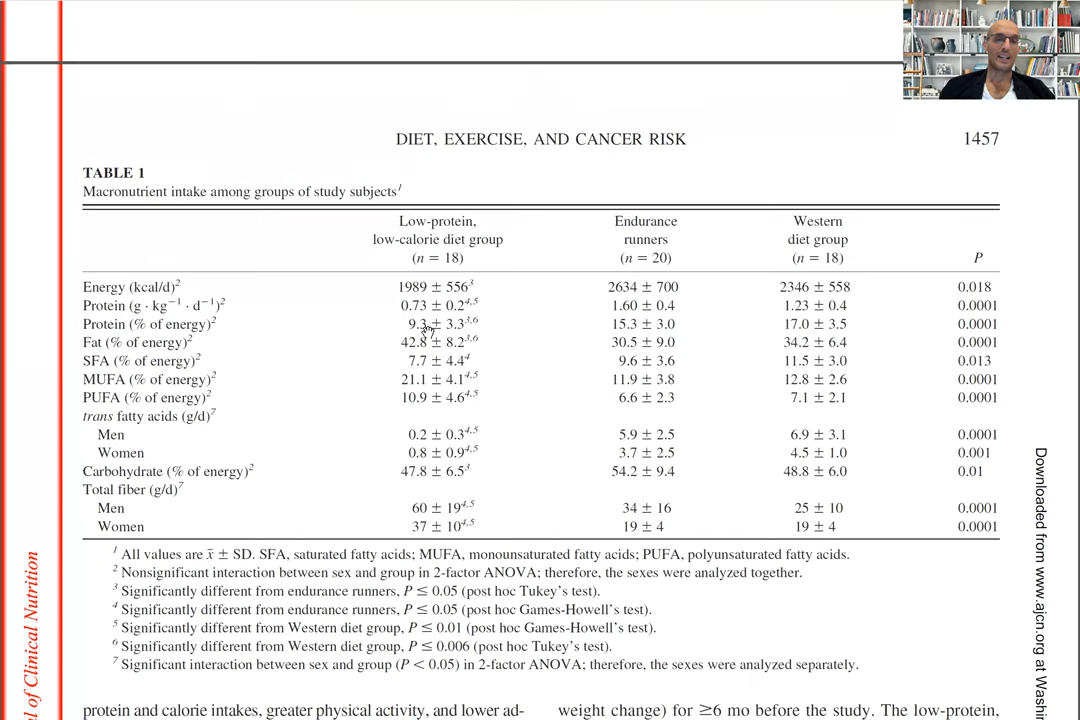 DIET, EXERCISE, AND CANCER RISK 1457
TABLE 1
Macronutrient intake among groups of study subjects¹
Low-protein, Endurance Western
low-calorie diet group runners diet group
(n = 18) (n = 20) (n = 18) P
Energy (kcal/d)² 1989 ± 556³ 2634 ± 700 2346 ± 558 0.018
Protein (g · kg⁻¹ · d⁻¹)² 0.73 ± 0.2⁴,⁵ 1.60 ± 0.4 1.23 ± 0.4 0.0001
Protein (% of energy)² 9.3 ± 3.3³,⁶ 15.3 ± 3.0 17.0 ± 3.5 0.0001
Fat (% of energy)² 42.8 ± 8.2³,⁶ 30.5 ± 9.0 34.2 ± 6.4 0.0001
SFA (% of energy)² 7.7 ± 4.4⁴ 9.6 ± 3.6 11.5 ± 3.0 0.013
MUFA (% of energy)² 21.1 ± 4.1⁴,⁵ 11.9 ± 3.8 12.8 ± 2.6 0.0001
PUFA (% of energy)² 10.9 ± 4.6⁴,⁵ 6.6 ± 2.3 7.1 ± 2.1 0.0001
trans fatty acids (g/d)⁷
Men 0.2 ± 0.3⁴,⁵ 5.9 ± 2.5 6.9 ± 3.1 0.0001
Women 0.8 ± 0.9⁴,⁵ 3.7 ± 2.5 4.5 ± 1.0 0.001
Carbohydrate (% of energy)² 47.8 ± 6.5³ 54.2 ± 9.4 48.8 ± 6.0 0.01
Total fiber (g/d)⁷
Men 60 ± 19⁴,⁵ 34 ± 16 25 ± 10 0.0001
Women 37 ± 10⁴,⁵ 19 ± 4 19 ± 4 0.0001
¹ All values are x̄ ± SD. SFA, saturated fatty acids; MUFA, monounsaturated fatty acids; PUFA, polyunsaturated fatty acids.
² Nonsignificant interaction between sex and group in 2-factor ANOVA; therefore, the sexes were analyzed together.
³ Significantly different from endurance runners, P ≤ 0.05 (post hoc Tukey's test).
⁴ Significantly different from endurance runners, P ≤ 0.05 (post hoc Games-Howell's test).
⁵ Significantly different from Western diet group, P ≤ 0.01 (post hoc Games-Howell's test).
⁶ Significantly different from Western diet group, P ≤ 0.006 (post hoc Tukey's test).
⁷ Significant interaction between sex and group (P < 0.05) in 2-factor ANOVA; therefore, the sexes were analyzed separately.
protein and calorie intakes, greater physical activity, and lower ad-
weight change) for ≥6 mo before the study. The low-protein,
l of Clinical Nutrition
Downloaded from www.ajcn.org at Washi